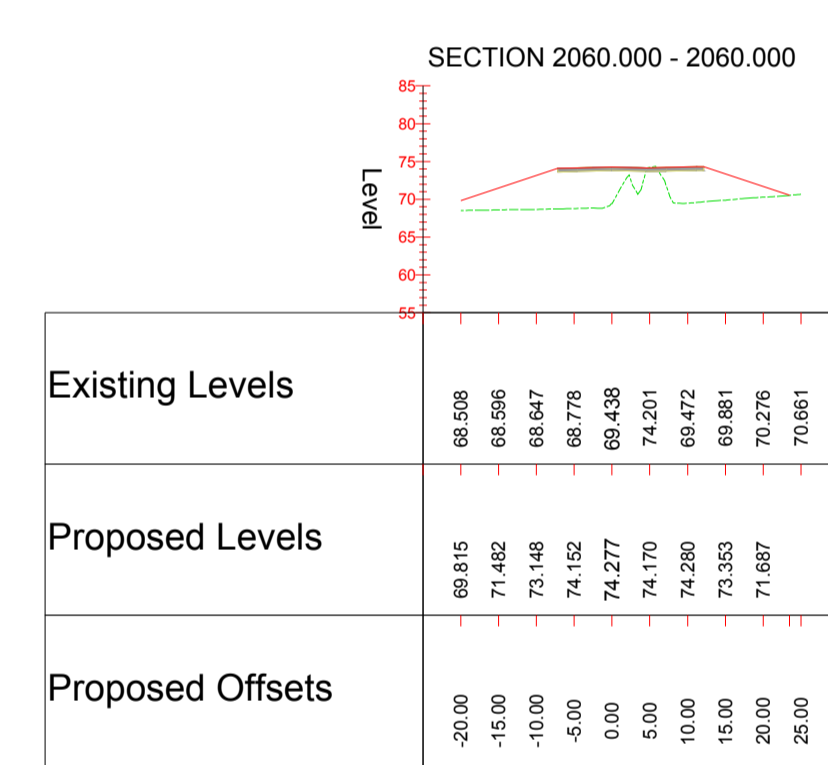 SECTION 2060.000 - 2060.000
85
80
75
70
65
60
55
Level
Existing Levels
68.508 68.596 68.647 68.778 69.438 74.201 69.472 69.881 70.276 70.661
Proposed Levels
69.815 71.482 73.148 74.152 74.277 74.170 74.280 73.353 71.687
Proposed Offsets
-20.00 -15.00 -10.00 -5.00 0.00 5.00 10.00 15.00 20.00 25.00